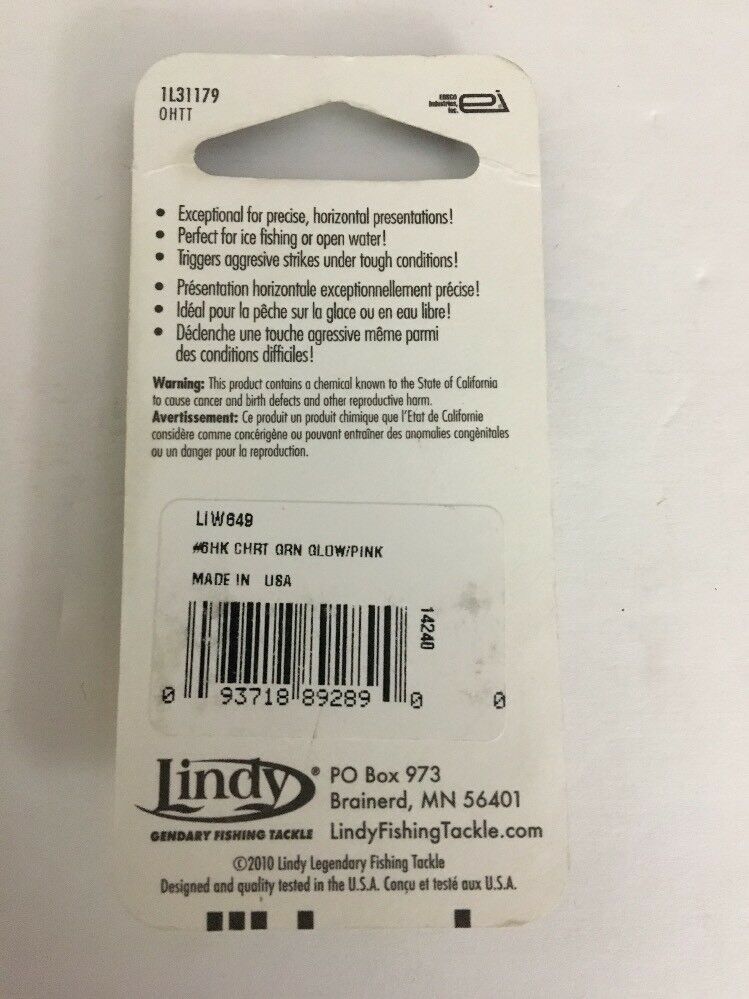 1L31179
OHTT
EBSCO
Industries,
Inc.
ei
• Exceptional for precise, horizontal presentations!
• Perfect for ice fishing or open water!
• Triggers aggresive strikes under tough conditions!
• Présentation horizontale exceptionnellement précise!
• Idéal pour la pêche sur la glace ou en eau libre!
• Déclenche une touche agressive même parmi
des conditions difficiles!
Warning: This product contains a chemical known to the State of California
to cause cancer and birth defects and other reproductive harm.
Avertissement: Ce produit un produit chimique que l'Etat de Californie
considère comme concérigène ou pouvant entraîner des anomalies congènitales
ou un danger pour la reproduction.
LIW649
#6HK CHRT GRN GLOW/PINK
MADE IN USA
14240
0 93718 89289 0 0
Lindy®
GENDARY FISHING TACKLE
PO Box 973
Brainerd, MN 56401
LindyFishingTackle.com
©2010 Lindy Legendary Fishing Tackle
Designed and quality tested in the U.S.A. Conçu et testé aux U.S.A.